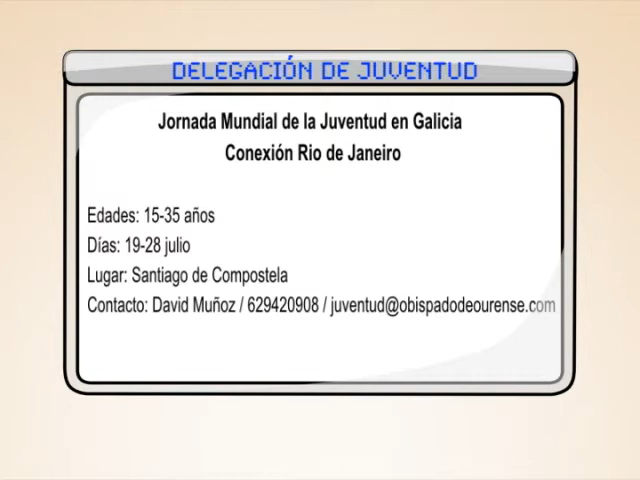 DELEGACIÓN DE JUVENTUD
Jornada Mundial de la Juventud en Galicia
Conexión Rio de Janeiro
Edades: 15-35 años
Días: 19-28 julio
Lugar: Santiago de Compostela
Contacto: David Muñoz / 629420908 / juventud@obispadodeourense.com